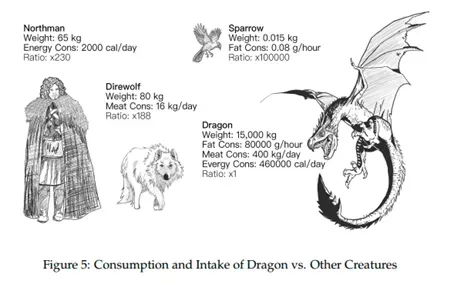 Northman
Weight: 65 kg
Energy Cons: 2000 cal/day
Ratio: x230
Sparrow
Weight: 0.015 kg
Fat Cons: 0.08 g/hour
Ratio: x100000
Direwolf
Weight: 80 kg
Meat Cons: 16 kg/day
Ratio: x188
Dragon
Weight: 15,000 kg
Fat Cons: 80000 g/hour
Meat Cons: 400 kg/day
Evergy Cons: 460000 cal/day
Ratio: x1
Figure 5: Consumption and Intake of Dragon vs. Other Creatures